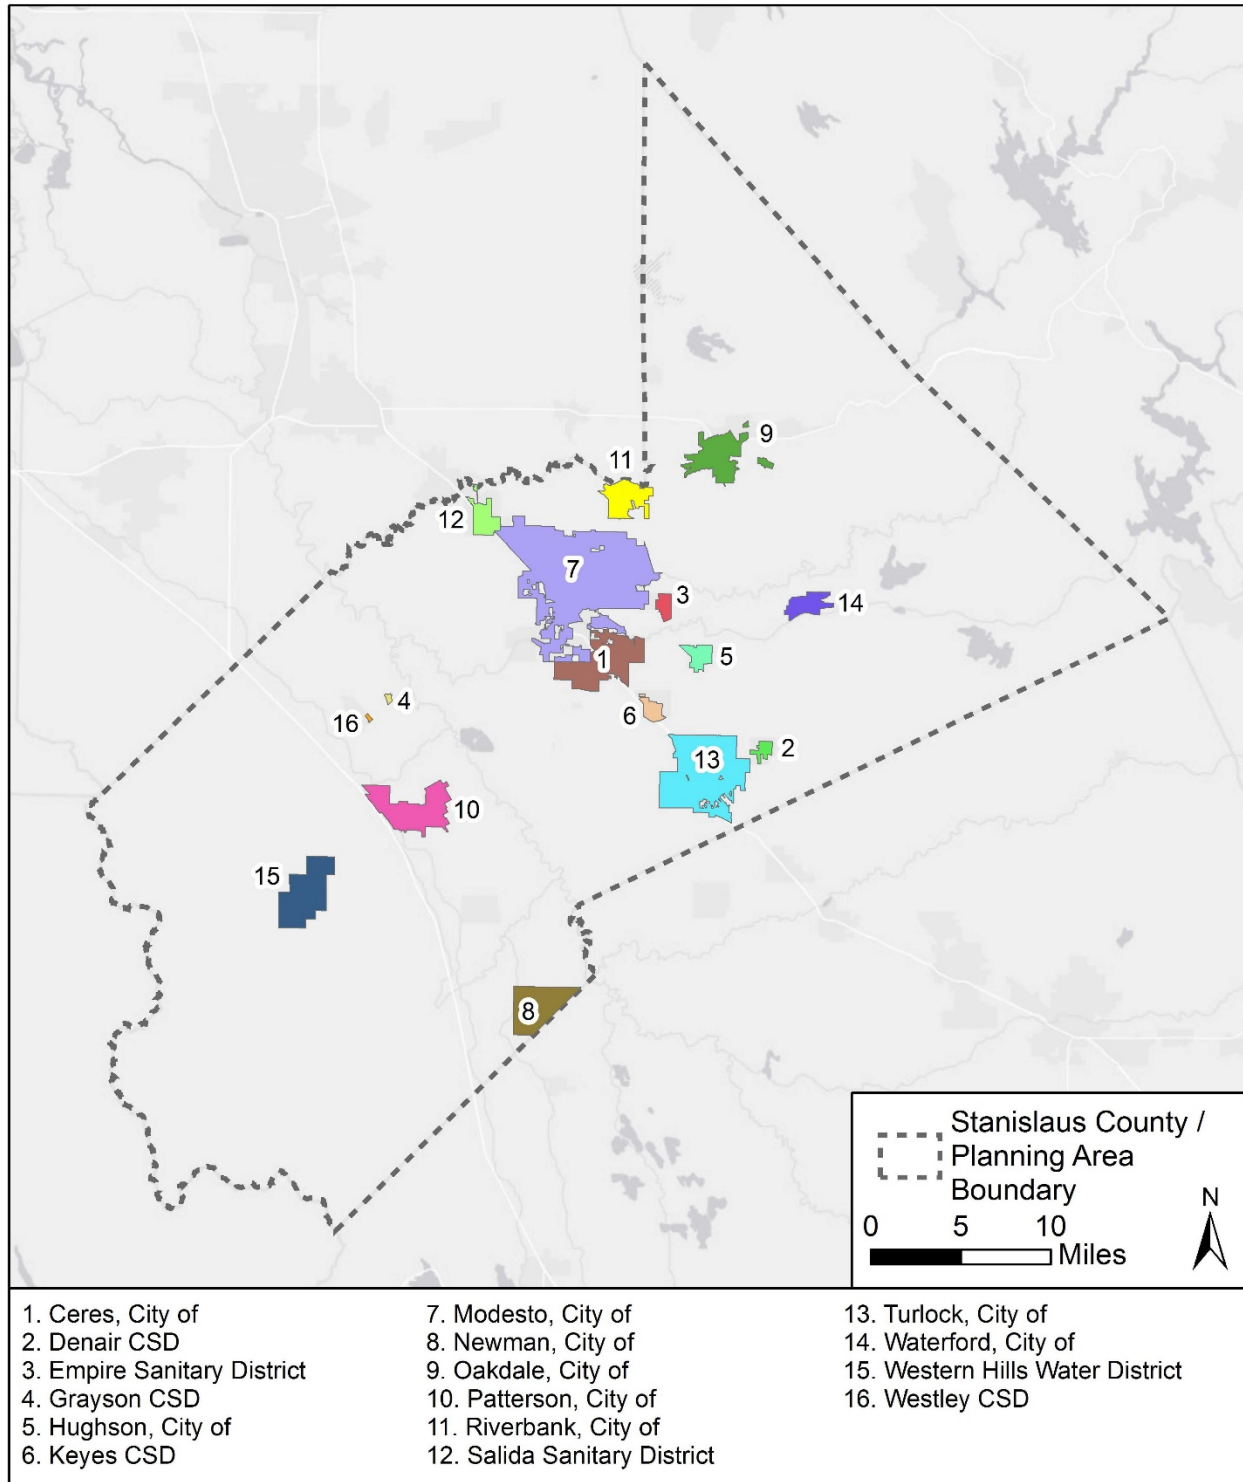 9
11
12
7
3
14
1
5
4
16
6
2
13
10
15
8
Stanislaus County /
Planning Area
Boundary
N
0 5 10
Miles
1. Ceres, City of
2. Denair CSD
3. Empire Sanitary District
4. Grayson CSD
5. Hughson, City of
6. Keyes CSD
7. Modesto, City of
8. Newman, City of
9. Oakdale, City of
10. Patterson, City of
11. Riverbank, City of
12. Salida Sanitary District
13. Turlock, City of
14. Waterford, City of
15. Western Hills Water District
16. Westley CSD